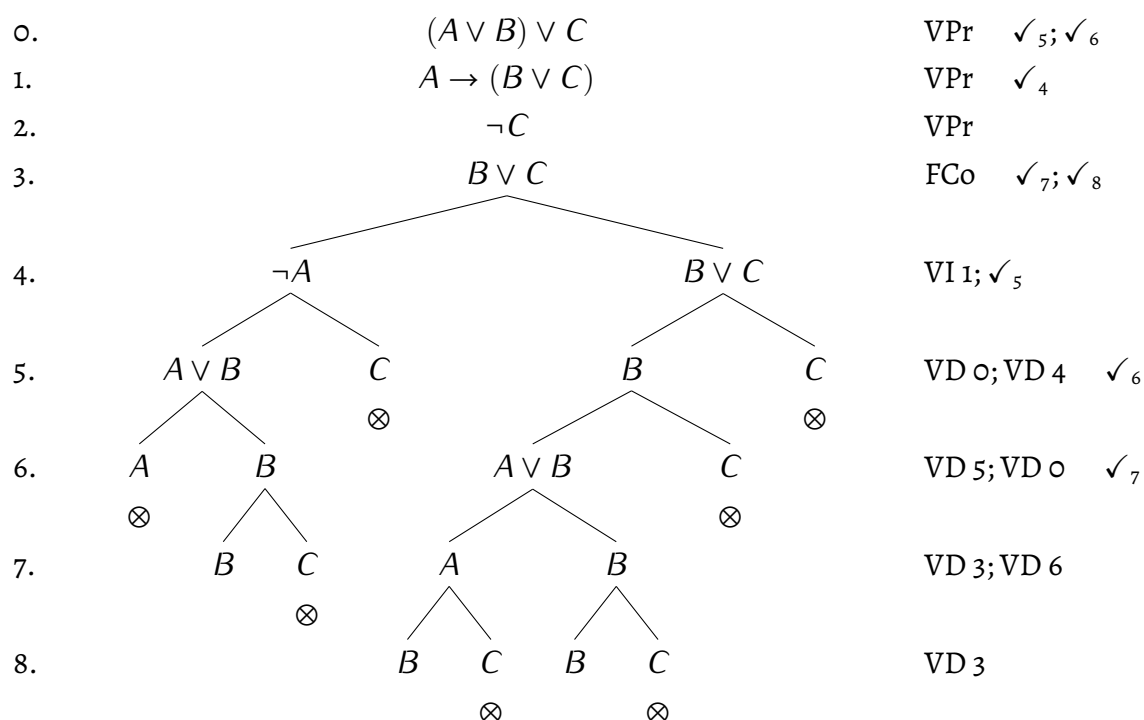 0. (A ∨ B) ∨ C VPr ✓₅; ✓₆
1. A → (B ∨ C) VPr ✓₄
2. ¬C VPr
3. B ∨ C FCo ✓₇; ✓₈
4. ¬A B ∨ C VI 1; ✓₅
5. A ∨ B C B C VD 0; VD 4 ✓₆
⊗ ⊗
6. A B A ∨ B C VD 5; VD 0 ✓₇
⊗ ⊗
7. B C A B VD 3; VD 6
⊗
8. B C B C VD 3
⊗ ⊗